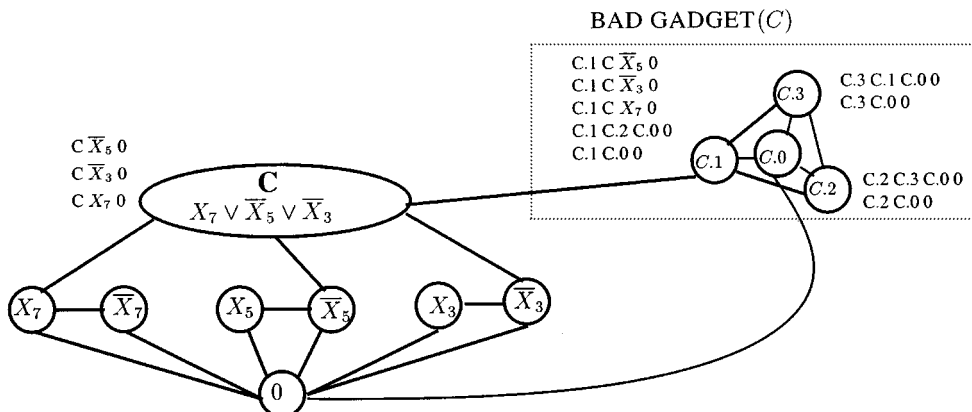 BAD GADGET(C)
C.1 C X̅₅ 0
C.1 C X̅₃ 0
C.1 C X₇ 0
C.1 C.2 C.0 0
C.1 C.0 0
C.3
C.3 C.1 C.0 0
C.3 C.0 0
C.1
C.0
C.2
C.2 C.3 C.0 0
C.2 C.0 0
C X̅₅ 0
C X̅₃ 0
C X₇ 0
C
X₇ ∨ X̅₅ ∨ X̅₃
X₇ X̅₇ X₅ X̅₅ X₃ X̅₃
0